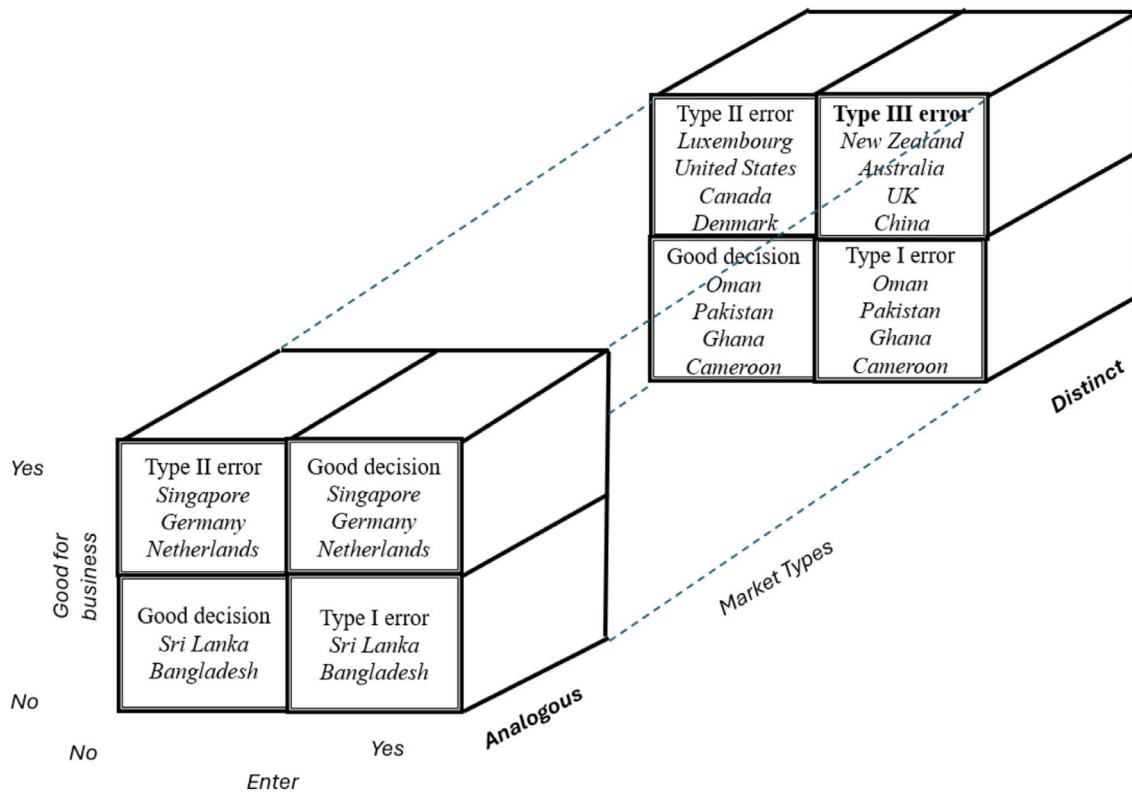 Type II error
Luxembourg
United States
Canada
Denmark
Type III error
New Zealand
Australia
UK
China
Good decision
Oman
Pakistan
Ghana
Cameroon
Type I error
Oman
Pakistan
Ghana
Cameroon
Distinct
Yes
Type II error
Singapore
Germany
Netherlands
Good decision
Singapore
Germany
Netherlands
Good for
business
Market Types
Good decision
Sri Lanka
Bangladesh
Type I error
Sri Lanka
Bangladesh
No
Analogous
No
Yes
Enter